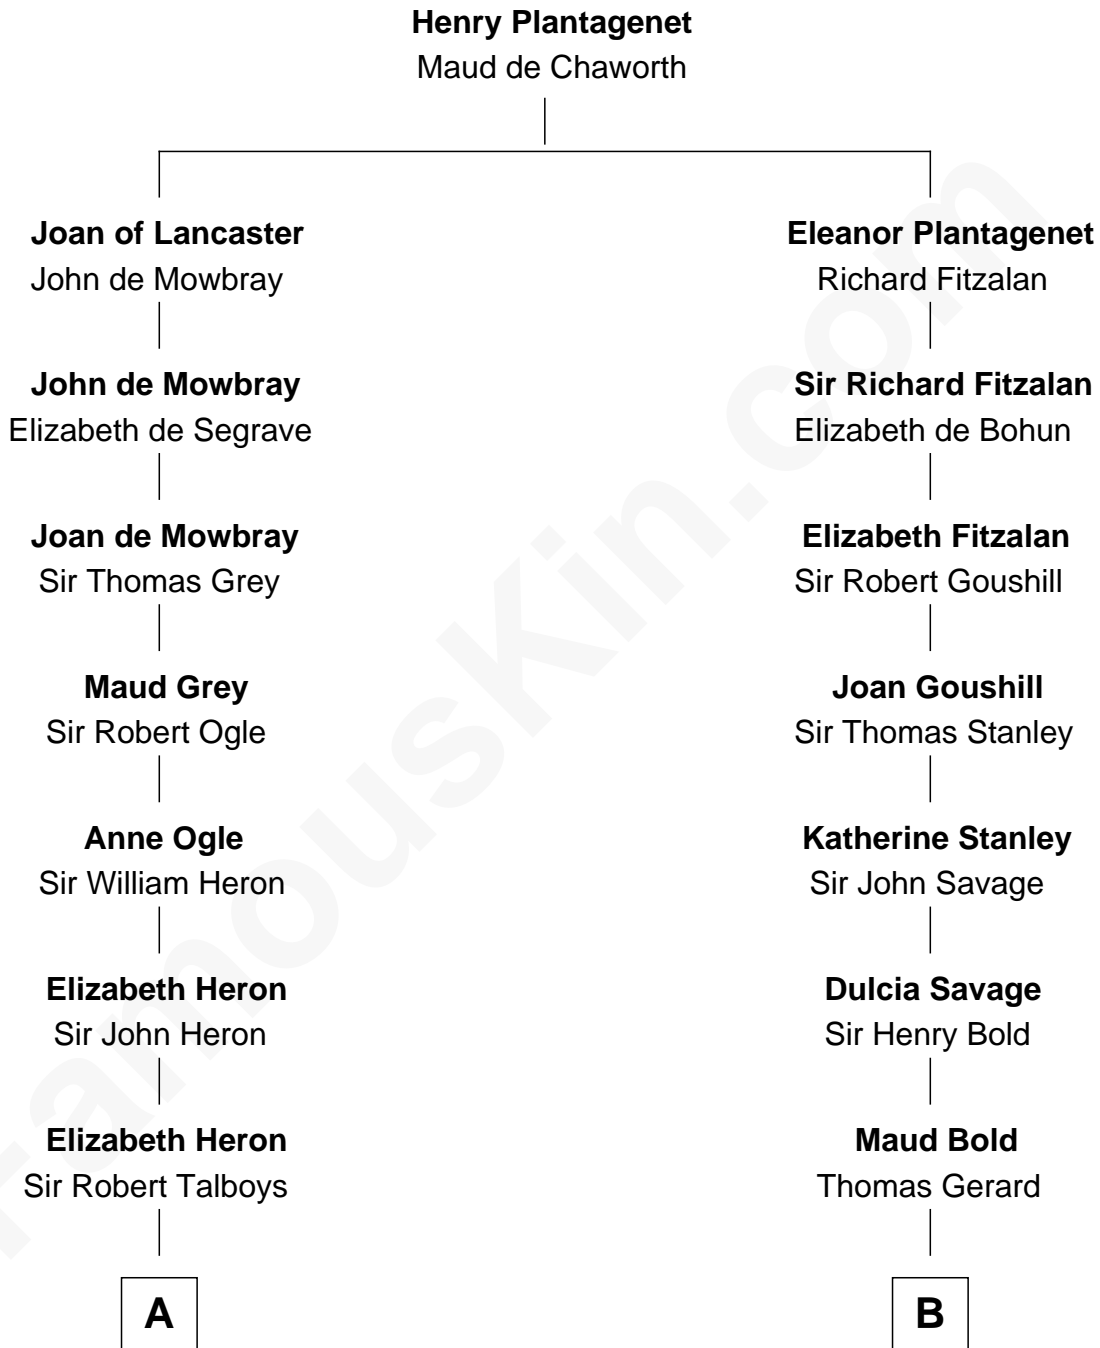 Henry Plantagenet
Maud de Chaworth
Joan of Lancaster
John de Mowbray
Eleanor Plantagenet
Richard Fitzalan
John de Mowbray
Elizabeth de Segrave
Sir Richard Fitzalan
Elizabeth de Bohun
Joan de Mowbray
Sir Thomas Grey
Elizabeth Fitzalan
Sir Robert Goushill
Maud Grey
Sir Robert Ogle
Joan Goushill
Sir Thomas Stanley
Anne Ogle
Sir William Heron
Katherine Stanley
Sir John Savage
Elizabeth Heron
Sir John Heron
Dulcia Savage
Sir Henry Bold
Elizabeth Heron
Sir Robert Talboys
Maud Bold
Thomas Gerard
A
B
FamousKin.com